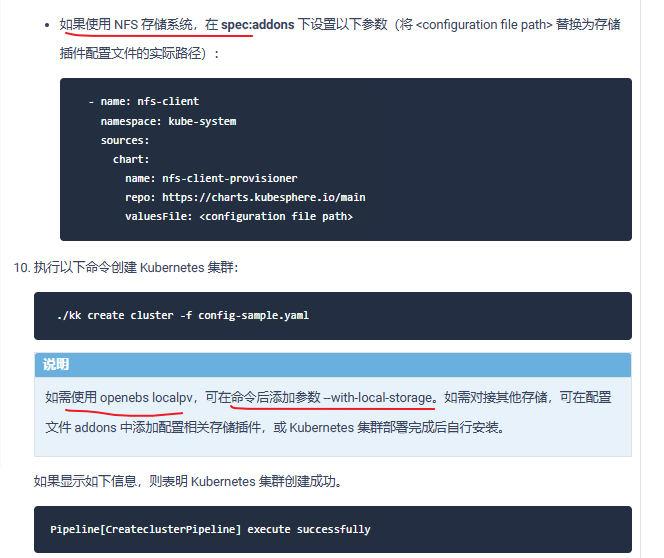 • 如果使用 NFS 存储系统，在 spec:addons 下设置以下参数（将 <configuration file path> 替换为存储
插件配置文件的实际路径）：
- name: nfs-client
namespace: kube-system
sources:
chart:
name: nfs-client-provisioner
repo: https://charts.kubesphere.io/main
valuesFile: <configuration file path>
10. 执行以下命令创建 Kubernetes 集群：
./kk create cluster -f config-sample.yaml
说明
如需使用 openebs localpv，可在命令后添加参数 --with-local-storage。如需对接其他存储，可在配置
文件 addons 中添加配置相关存储插件，或 Kubernetes 集群部署完成后自行安装。
如果显示如下信息，则表明 Kubernetes 集群创建成功。
Pipeline[CreateclusterPipeline] execute successfully